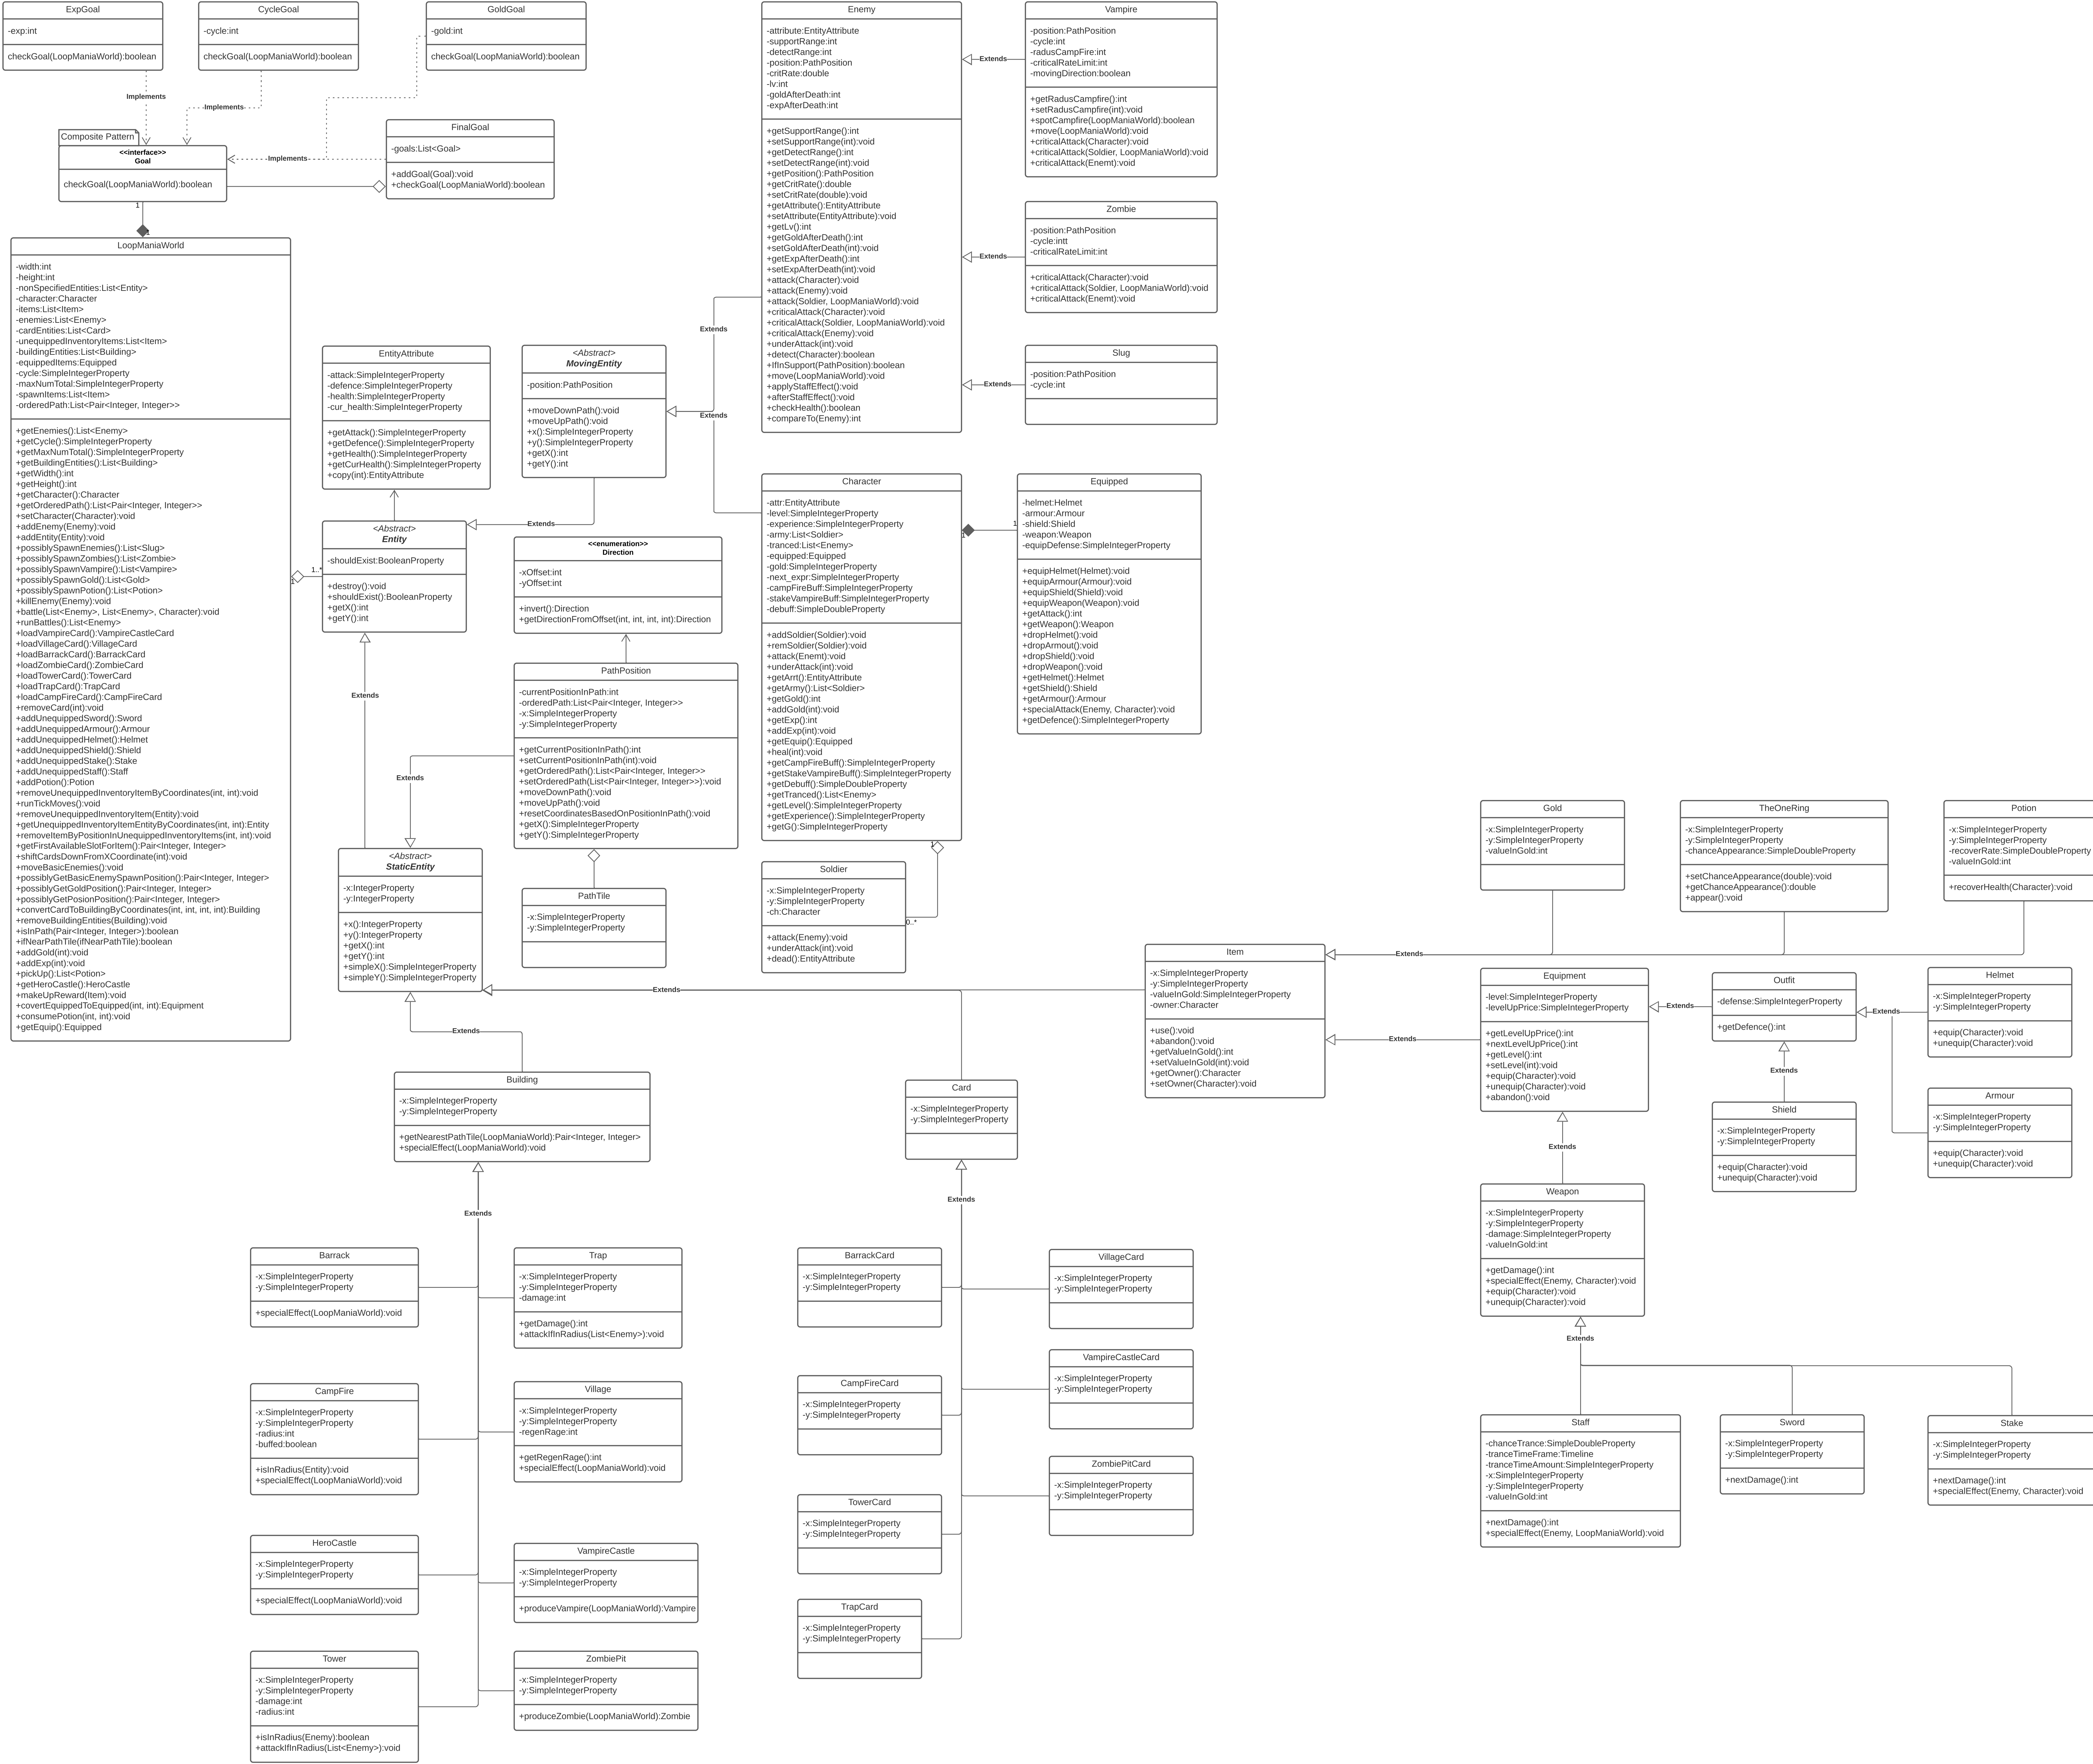 ExpGoal
-exp:int
checkGoal(LoopManiaWorld):boolean
CycleGoal
-cycle:int
checkGoal(LoopManiaWorld):boolean
GoldGoal
-gold:int
checkGoal(LoopManiaWorld):boolean
Implements
Implements
Implements
Composite Pattern
<<interface>>
Goal
checkGoal(LoopManiaWorld):boolean
FinalGoal
-goals:List<Goal>
+addGoal(Goal):void
+checkGoal(LoopManiaWorld):boolean
1
1
LoopManiaWorld
-width:int
-height:int
-nonSpecifiedEntities:List<Entity>
-character:Character
-items:List<Item>
-enemies:List<Enemy>
-cardEntities:List<Card>
-unequippedInventoryItems:List<Item>
-buildingEntities:List<Building>
-equippedItems:Equipped
-cycle:SimpleIntegerProperty
-maxNumTotal:SimpleIntegerProperty
-spawnItems:List<Item>
-orderedPath:List<Pair<Integer, Integer>>
+getEnemies():List<Enemy>
+getCycle():SimpleIntegerProperty
+getMaxNumTotal():SimpleIntegerProperty
+getBuildingEntities():List<Building>
+getWidth():int
+getHeight():int
+getCharacter():Character
+getOrderedPath():List<Pair<Integer, Integer>>
+setCharacter(Character):void
+addEnemy(Enemy):void
+addEntity(Entity):void
+possiblySpawnEnemies():List<Slug>
+possiblySpawnZombies():List<Zombie>
+possiblySpawnVampire():List<Vampire>
+possiblySpawnGold():List<Gold>
+possiblySpawnPotion():List<Potion>
+killEnemy(Enemy):void
+battle(List<Enemy>, List<Enemy>, Character):void
+runBattles():List<Enemy>
+loadVampireCard():VampireCastleCard
+loadVillageCard():VillageCard
+loadBarrackCard():BarrackCard
+loadZombieCard():ZombieCard
+loadTowerCard():TowerCard
+loadTrapCard():TrapCard
+loadCampFireCard():CampFireCard
+removeCard(int):void
+addUnequippedSword():Sword
+addUnequippedArmour():Armour
+addUnequippedHelmet():Helmet
+addUnequippedShield():Shield
+addUnequippedStake():Stake
+addUnequippedStaff():Staff
+addPotion():Potion
+removeUnequippedInventoryItemByCoordinates(int, int):void
+runTickMoves():void
+removeUnequippedInventoryItem(Entity):void
+getUnequippedInventoryItemEntityByCoordinates(int, int):Entity
+removeItemByPositionInUnequippedInventoryItems(int, int):void
+getFirstAvailableSlotForItem():Pair<Integer, Integer>
+shiftCardsDownFromXCoordinate(int):void
+moveBasicEnemies():void
+possiblyGetBasicEnemySpawnPosition():Pair<Integer, Integer>
+possiblyGetGoldPosition():Pair<Integer, Integer>
+possiblyGetPosionPosition():Pair<Integer, Integer>
+convertCardToBuildingByCoordinates(int, int, int, int):Building
+removeBuildingEntities(Building):void
+isInPath(Pair<Integer, Integer>):boolean
+ifNearPathTile(ifNearPathTile):boolean
+addGold(int):void
+addExp(int):void
+pickUp():List<Potion>
+getHeroCastle():HeroCastle
+makeUpReward(Item):void
+covertEquippedToEquipped(int, int):Equipment
+consumePotion(int, int):void
+getEquip():Equipped
1
1..*
EntityAttribute
-attack:SimpleIntegerProperty
-defence:SimpleIntegerProperty
-health:SimpleIntegerProperty
-cur_health:SimpleIntegerProperty
+getAttack():SimpleIntegerProperty
+getDefence():SimpleIntegerProperty
+getHealth():SimpleIntegerProperty
+getCurHealth():SimpleIntegerProperty
+copy(int):EntityAttribute
<Abstract>
MovingEntity
-position:PathPosition
+moveDownPath():void
+moveUpPath():void
+x():SimpleIntegerProperty
+y():SimpleIntegerProperty
+getX():int
+getY():int
Extends
<Abstract>
Entity
-shouldExist:BooleanProperty
+destroy():void
+shouldExist():BooleanProperty
+getX():int
+getY():int
<<enumeration>>
Direction
-xOffset:int
-yOffset:int
+invert():Direction
+getDirectionFromOffset(int, int, int, int):Direction
PathPosition
-currentPositionInPath:int
-orderedPath:List<Pair<Integer, Integer>>
-x:SimpleIntegerProperty
-y:SimpleIntegerProperty
+getCurrentPositionInPath():int
+setCurrentPositionInPath(int):void
+getOrderedPath():List<Pair<Integer, Integer>>
+setOrderedPath(List<Pair<Integer, Integer>>):void
+moveDownPath():void
+moveUpPath():void
+resetCoordinatesBasedOnPositionInPath():void
+getX():SimpleIntegerProperty
+getY():SimpleIntegerProperty
Extends
Extends
<Abstract>
StaticEntity
-x:IntegerProperty
-y:IntegerProperty
+x():IntegerProperty
+y():IntegerProperty
+getX():int
+getY():int
+simpleX():SimpleIntegerProperty
+simpleY():SimpleIntegerProperty
PathTile
-x:SimpleIntegerProperty
-y:SimpleIntegerProperty
Extends
Extends
Enemy
-attribute:EntityAttribute
-supportRange:int
-detectRange:int
-position:PathPosition
-critRate:double
-lv:int
-goldAfterDeath:int
-expAfterDeath:int
+getSupportRange():int
+setSupportRange(int):void
+getDetectRange():int
+setDetectRange(int):void
+getPosition():PathPosition
+getCritRate():double
+setCritRate(double):void
+getAttribute():EntityAttribute
+setAttribute(EntityAttribute):void
+getLv():int
+getGoldAfterDeath():int
+setGoldAfterDeath(int):void
+getExpAfterDeath():int
+setExpAfterDeath(int):void
+attack(Character):void
+attack(Enemy):void
+attack(Soldier, LoopManiaWorld):void
+criticalAttack(Character):void
+criticalAttack(Soldier, LoopManiaWorld):void
+criticalAttack(Enemy):void
+underAttack(int):void
+detect(Character):boolean
+IfInSupport(PathPosition):boolean
+move(LoopManiaWorld):void
+applyStaffEffect():void
+afterStaffEffect():void
+checkHealth():boolean
+compareTo(Enemy):int
Extends
Extends
Extends
Extends
Extends
Vampire
-position:PathPosition
-cycle:int
-radusCampFire:int
-criticalRateLimit:int
-movingDirection:boolean
+getRadusCampfire():int
+setRadusCampfire(int):void
+spotCampfire(LoopManiaWorld):boolean
+move(LoopManiaWorld):void
+criticalAttack(Character):void
+criticalAttack(Soldier, LoopManiaWorld):void
+criticalAttack(Enemt):void
Zombie
-position:PathPosition
-cycle:intt
-criticalRateLimit:int
+criticalAttack(Character):void
+criticalAttack(Soldier, LoopManiaWorld):void
+criticalAttack(Enemt):void
Slug
-position:PathPosition
-cycle:int
Character
-attr:EntityAttribute
-level:SimpleIntegerProperty
-experience:SimpleIntegerProperty
-army:List<Soldier>
-tranced:List<Enemy>
-equipped:Equipped
-gold:SimpleIntegerProperty
-next_expr:SimpleIntegerProperty
-campFireBuff:SimpleIntegerProperty
-stakeVampireBuff:SimpleIntegerProperty
-debuff:SimpleDoubleProperty
+addSoldier(Soldier):void
+remSoldier(Soldier):void
+attack(Enemt):void
+underAttack(int):void
+getArrt():EntityAttribute
+getArmy():List<Soldier>
+getGold():int
+addGold(int):void
+getExp():int
+addExp(int):void
+getEquip():Equipped
+heal(int):void
+getCampFireBuff():SimpleIntegerProperty
+getStakeVampireBuff():SimpleIntegerProperty
+getDebuff():SimpleDoubleProperty
+getTranced():List<Enemy>
+getLevel():SimpleIntegerProperty
+getExperience():SimpleIntegerProperty
+getG():SimpleIntegerProperty
1
1
Equipped
-helmet:Helmet
-armour:Armour
-shield:Shield
-weapon:Weapon
-equipDefense:SimpleIntegerProperty
+equipHelmet(Helmet):void
+equipArmour(Armour):void
+equipShield(Shield):void
+equipWeapon(Weapon):void
+getAttack():int
+getWeapon():Weapon
+dropHelmet():void
+dropArmout():void
+dropShield():void
+dropWeapon():void
+getHelmet():Helmet
+getShield():Shield
+getArmour():Armour
+specialAttack(Enemy, Character):void
+getDefence():SimpleIntegerProperty
1
0..*
Soldier
-x:SimpleIntegerProperty
-y:SimpleIntegerProperty
-ch:Character
+attack(Enemy):void
+underAttack(int):void
+dead():EntityAttribute
Gold
-x:SimpleIntegerProperty
-y:SimpleIntegerProperty
-valueInGold:int
TheOneRing
-x:SimpleIntegerProperty
-y:SimpleIntegerProperty
-chanceAppearance:SimpleDoubleProperty
+setChanceAppearance(double):void
+getChanceAppearance():double
+appear():void
Potion
-x:SimpleIntegerProperty
-y:SimpleIntegerProperty
-recoverRate:SimpleDoubleProperty
-valueInGold:int
+recoverHealth(Character):void
Item
-x:SimpleIntegerProperty
-y:SimpleIntegerProperty
-valueInGold:SimpleIntegerProperty
-owner:Character
+use():void
+abandon():void
+getValueInGold():int
+setValueInGold(int):void
+getOwner():Character
+setOwner(Character):void
Extends
Extends
Equipment
-level:SimpleIntegerProperty
-levelUpPrice:SimpleIntegerProperty
+getLevelUpPrice():int
+nextLevelUpPrice():int
+getLevel():int
+setLevel(int):void
+equip(Character):void
+unequip(Character):void
+abandon():void
Extends
Outfit
-defense:SimpleIntegerProperty
+getDefence():int
Extends
Helmet
-x:SimpleIntegerProperty
-y:SimpleIntegerProperty
+equip(Character):void
+unequip(Character):void
Extends
Shield
-x:SimpleIntegerProperty
-y:SimpleIntegerProperty
+equip(Character):void
+unequip(Character):void
Armour
-x:SimpleIntegerProperty
-y:SimpleIntegerProperty
+equip(Character):void
+unequip(Character):void
Extends
Weapon
-x:SimpleIntegerProperty
-y:SimpleIntegerProperty
-damage:SimpleIntegerProperty
-valueInGold:int
+getDamage():int
+specialEffect(Enemy, Character):void
+equip(Character):void
+unequip(Character):void
Extends
Staff
-chanceTrance:SimpleDoubleProperty
-tranceTimeFrame:Timeline
-tranceTimeAmount:SimpleIntegerProperty
-x:SimpleIntegerProperty
-y:SimpleIntegerProperty
-valueInGold:int
+nextDamage():int
+specialEffect(Enemy, LoopManiaWorld):void
Sword
-x:SimpleIntegerProperty
-y:SimpleIntegerProperty
+nextDamage():int
Stake
-x:SimpleIntegerProperty
-y:SimpleIntegerProperty
+nextDamage():int
+specialEffect(Enemy, Character):void
Building
-x:SimpleIntegerProperty
-y:SimpleIntegerProperty
+getNearestPathTile(LoopManiaWorld):Pair<Integer, Integer>
+specialEffect(LoopManiaWorld):void
Extends
Barrack
-x:SimpleIntegerProperty
-y:SimpleIntegerProperty
+specialEffect(LoopManiaWorld):void
Trap
-x:SimpleIntegerProperty
-y:SimpleIntegerProperty
-damage:int
+getDamage():int
+attackIfInRadius(List<Enemy>):void
CampFire
-x:SimpleIntegerProperty
-y:SimpleIntegerProperty
-radius:int
-buffed:boolean
+isInRadius(Entity):void
+specialEffect(LoopManiaWorld):void
Village
-x:SimpleIntegerProperty
-y:SimpleIntegerProperty
-regenRage:int
+getRegenRage():int
+specialEffect(LoopManiaWorld):void
HeroCastle
-x:SimpleIntegerProperty
-y:SimpleIntegerProperty
+specialEffect(LoopManiaWorld):void
VampireCastle
-x:SimpleIntegerProperty
-y:SimpleIntegerProperty
+produceVampire(LoopManiaWorld):Vampire
Tower
-x:SimpleIntegerProperty
-y:SimpleIntegerProperty
-damage:int
-radius:int
+isInRadius(Enemy):boolean
+attackIfInRadius(List<Enemy>):void
ZombiePit
-x:SimpleIntegerProperty
-y:SimpleIntegerProperty
+produceZombie(LoopManiaWorld):Zombie
Card
-x:SimpleIntegerProperty
-y:SimpleIntegerProperty
Extends
BarrackCard
-x:SimpleIntegerProperty
-y:SimpleIntegerProperty
VillageCard
-x:SimpleIntegerProperty
-y:SimpleIntegerProperty
CampFireCard
-x:SimpleIntegerProperty
-y:SimpleIntegerProperty
VampireCastleCard
-x:SimpleIntegerProperty
-y:SimpleIntegerProperty
TowerCard
-x:SimpleIntegerProperty
-y:SimpleIntegerProperty
ZombiePitCard
-x:SimpleIntegerProperty
-y:SimpleIntegerProperty
TrapCard
-x:SimpleIntegerProperty
-y:SimpleIntegerProperty